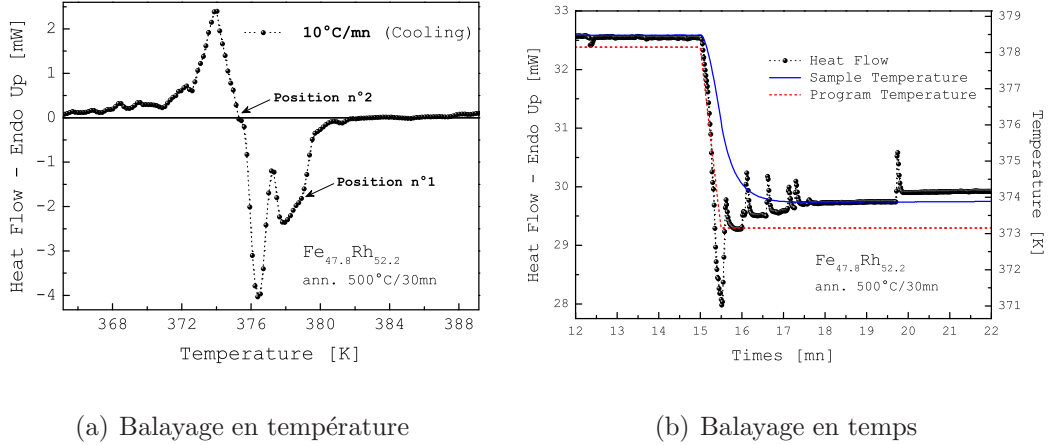 2
1
0
-1
-2
-3
-4
Heat Flow - Endo Up [mW]
10°C/mn (Cooling)
Position n°2
Position n°1
Fe47.8Rh52.2
ann. 500°C/30mn
368
372
376
380
384
388
Temperature [K]
(a) Balayage en température
33
32
31
30
29
28
Heat Flow - Endo Up [mW]
Heat Flow
Sample Temperature
Program Temperature
Fe47.8Rh52.2
ann. 500°C/30mn
379
378
377
376
375
374
373
372
371
Temperature [K]
12
13
14
15
16
17
18
19
20
21
22
Times [mn]
(b) Balayage en temps